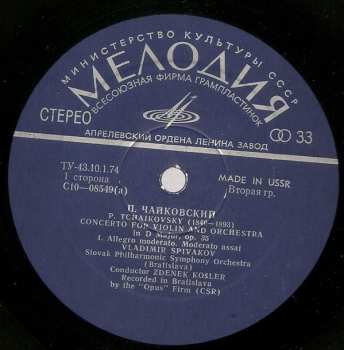 МИНИСТЕРСТВО КУЛЬТУРЫ СССР
МЕЛОДИЯ
ВСЕСОЮЗНАЯ ФИРМА ГРАМПЛАСТИНОК
СТЕРЕО
33
АПРЕЛЕВСКИЙ ОРДЕНА ЛЕНИНА ЗАВОД
ТУ-43.10.1.74
1 сторона
С10—08549(а)
MADE IN USSR
Вторая гр.
П. ЧАЙКОВСКИЙ
P. TCHAIKOVSKY (1840—1893)
CONCERTO FOR VIOLIN AND ORCHESTRA
in D Major, op. 35
1. Allegro moderato. Moderato assai
VLADIMIR SPIVAKOV
Slovak Philharmonic Symphony Orchestra
(Bratislava)
Conductor ZDENEK KOŠLER
Recorded in Bratislava
by the "Opus" Firm (CSR)